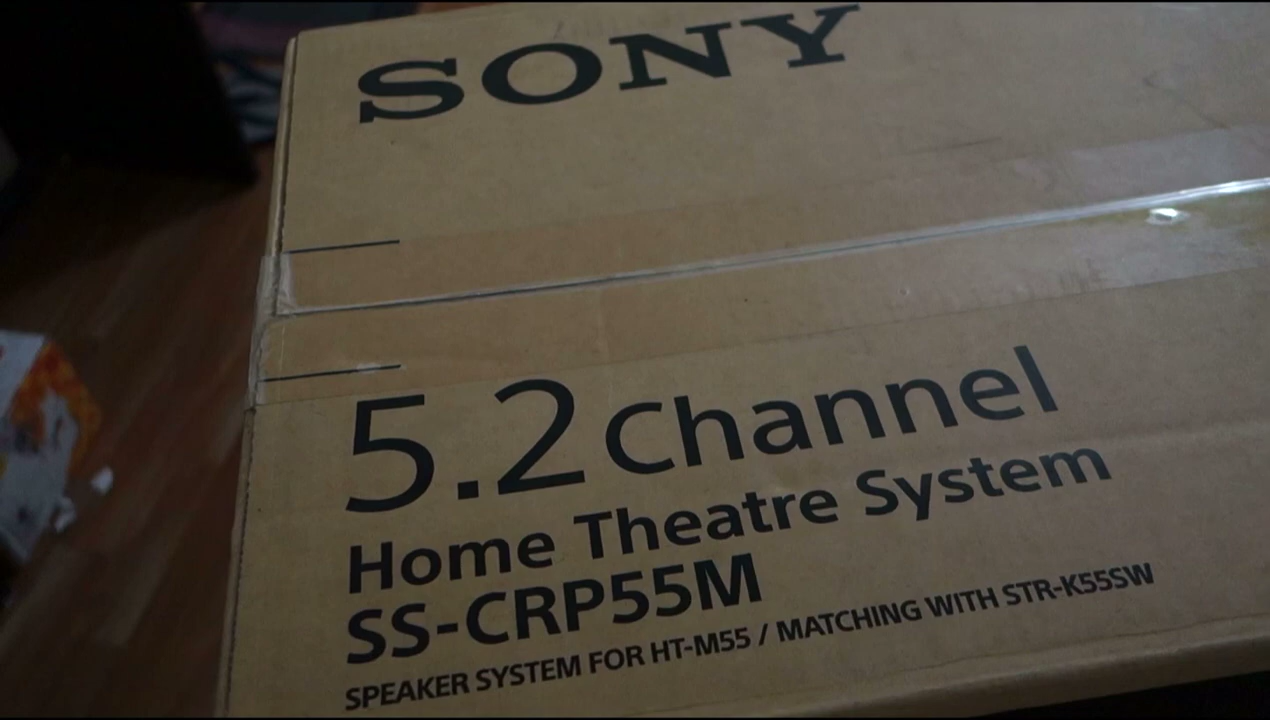 SONY
5.2 Channel
Home Theatre System
SS-CRP55M
SPEAKER SYSTEM FOR HT-M55 / MATCHING WITH STR-K55SW